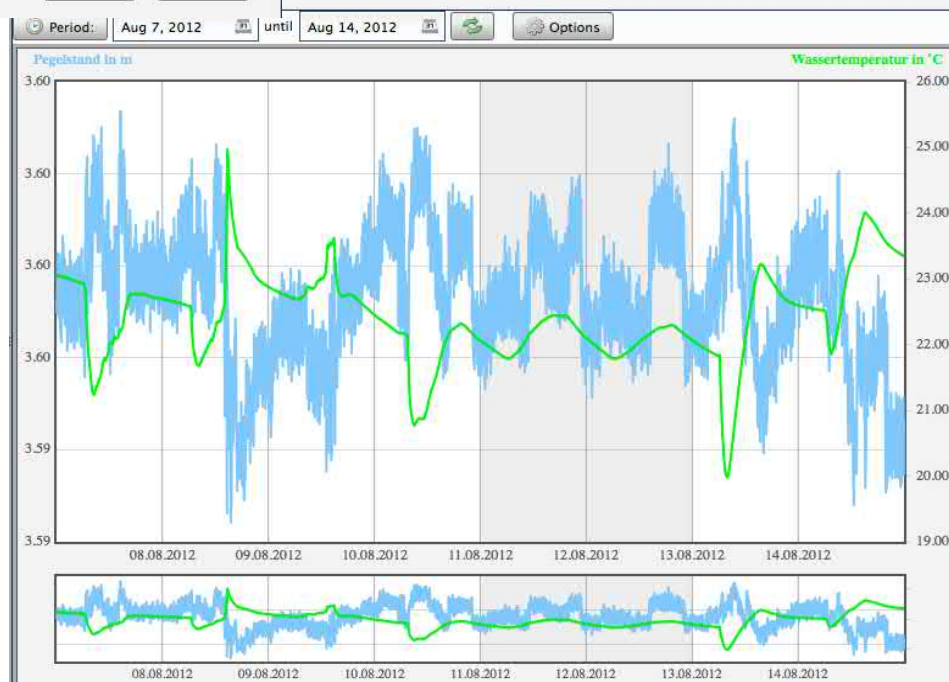 Period: Aug 7, 2012 31 until Aug 14, 2012 31 Options
Pegelstand in m Wassertemperatur in °C
3.60 26.00
3.60 25.00
24.00
3.60 23.00
3.60 22.00
21.00
3.59 20.00
3.59 19.00
08.08.2012 09.08.2012 10.08.2012 11.08.2012 12.08.2012 13.08.2012 14.08.2012
08.08.2012 09.08.2012 10.08.2012 11.08.2012 12.08.2012 13.08.2012 14.08.2012